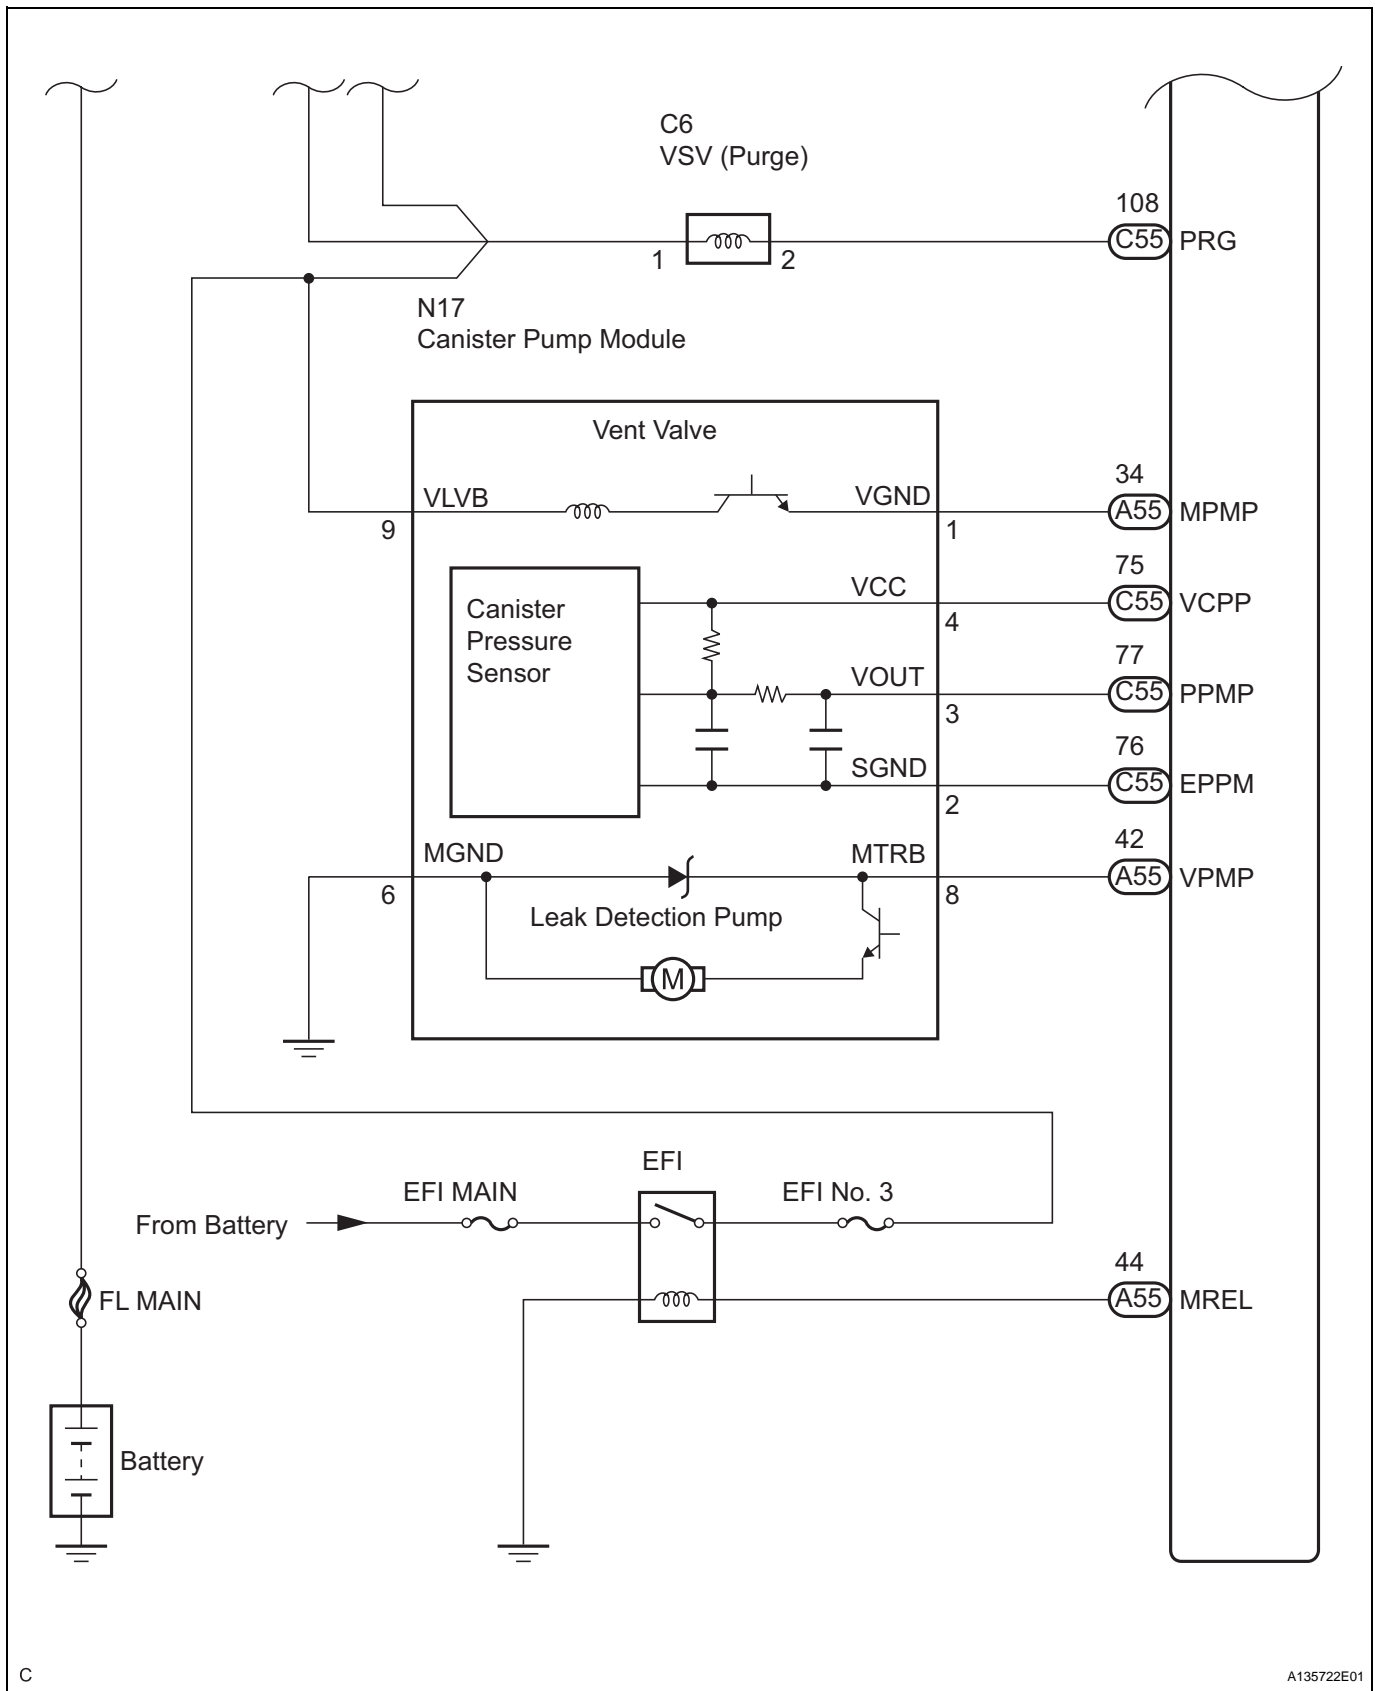 C6
VSV (Purge)
108
C55 PRG
1
2
N17
Canister Pump Module
Vent Valve
34
VLVB
VGND
A55 MPMP
9
1
75
VCC
C55 VCPP
Canister
Pressure
Sensor
4
77
VOUT
C55 PPMP
3
76
SGND
C55 EPPM
2
42
MGND
MTRB
A55 VPMP
6
8
Leak Detection Pump
M
EFI
EFI MAIN
EFI No. 3
From Battery
44
FL MAIN
A55 MREL
Battery
C
A135722E01